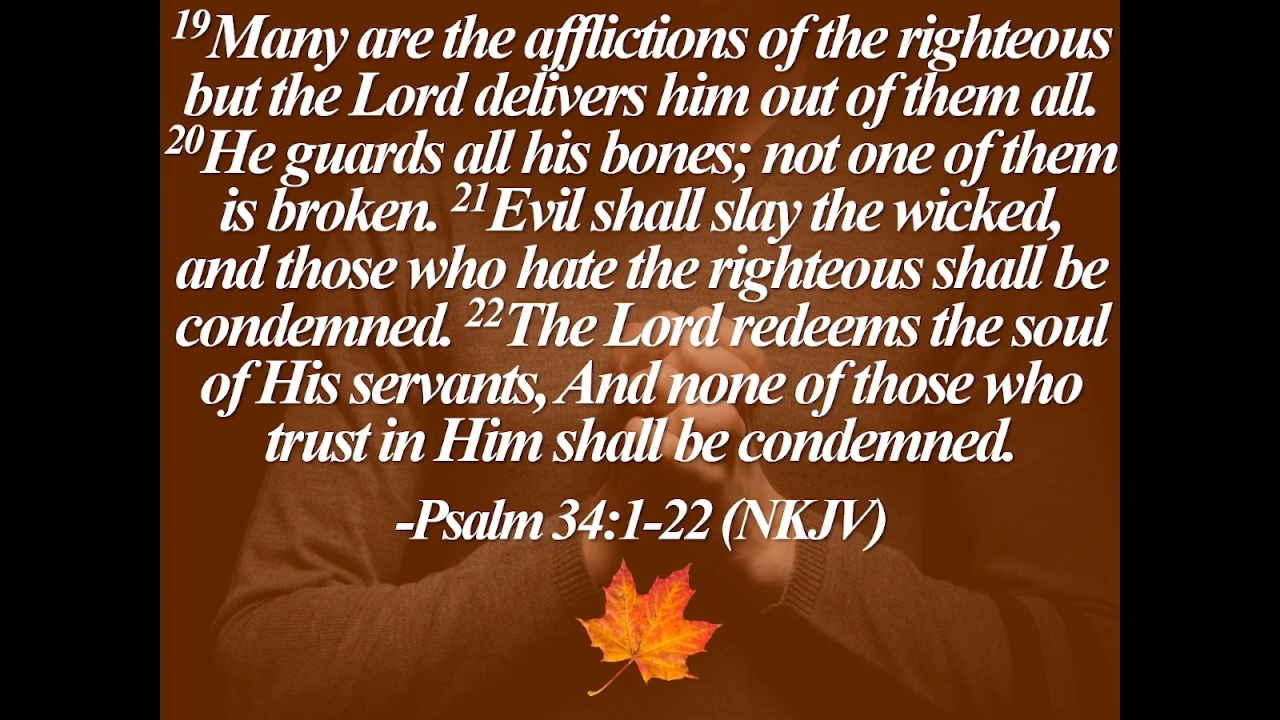 19Many are the afflictions of the righteous
but the Lord delivers him out of them all.
20He guards all his bones; not one of them
is broken. 21Evil shall slay the wicked,
and those who hate the righteous shall be
condemned. 22The Lord redeems the soul
of His servants, And none of those who
trust in Him shall be condemned.
-Psalm 34:1-22 (NKJV)